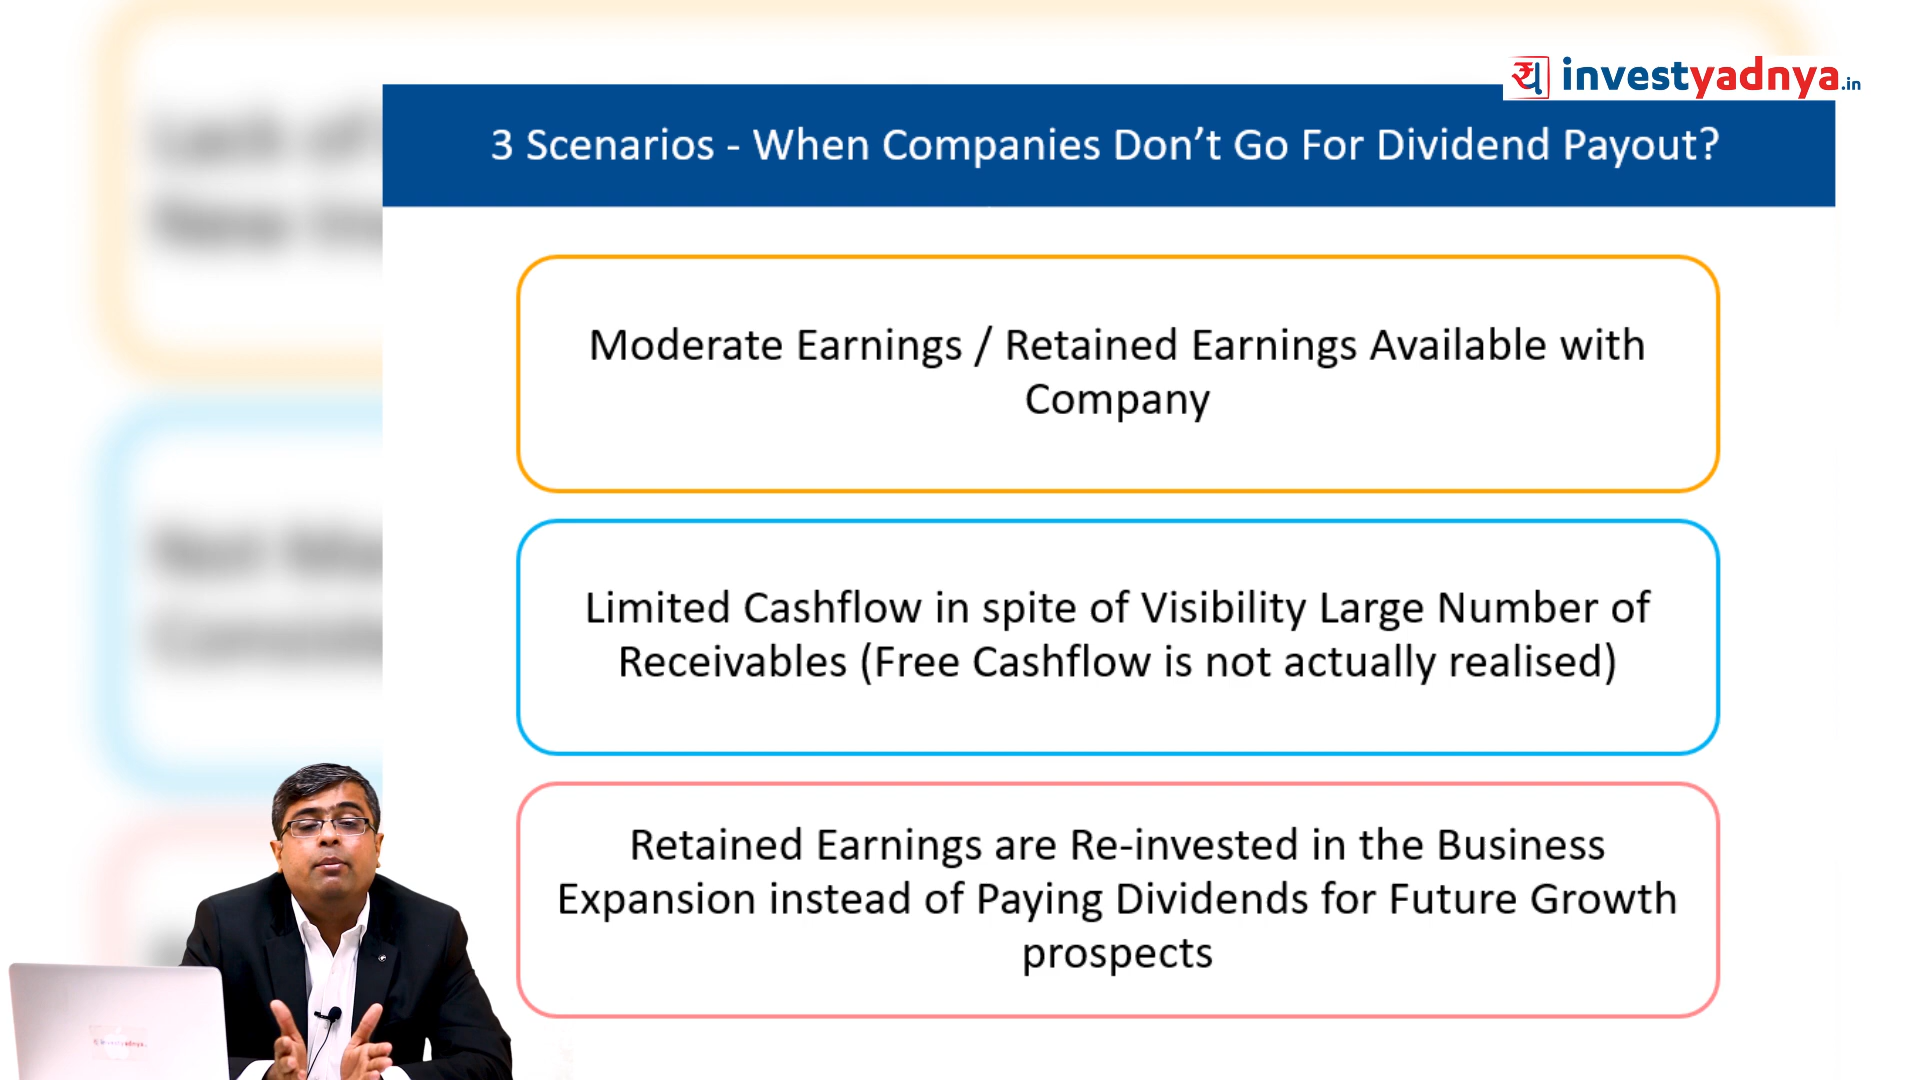 investyadnya.in
3 Scenarios - When Companies Don’t Go For Dividend Payout?
Moderate Earnings / Retained Earnings Available with
Company
Limited Cashflow in spite of Visibility Large Number of
Receivables (Free Cashflow is not actually realised)
Retained Earnings are Re-invested in the Business
Expansion instead of Paying Dividends for Future Growth
prospects